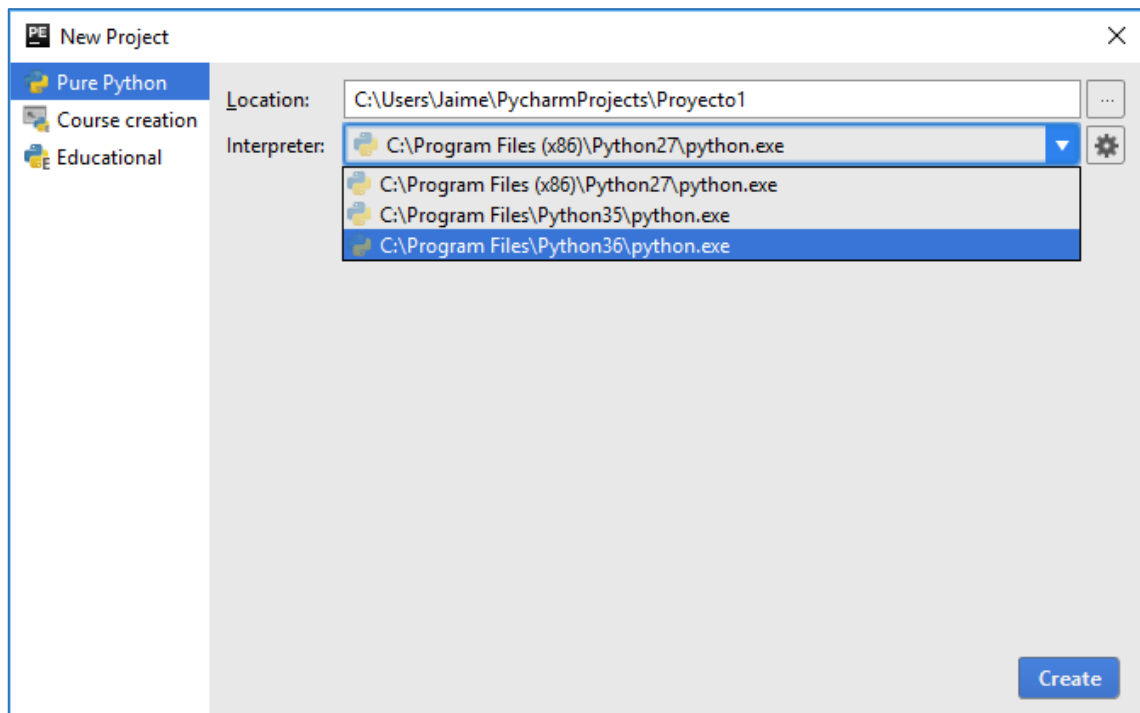 PE New Project
Pure Python
Course creation
Educational
Location: C:\Users\Jaime\PycharmProjects\Proyecto1 ...
Interpreter: C:\Program Files (x86)\Python27\python.exe
C:\Program Files (x86)\Python27\python.exe
C:\Program Files\Python35\python.exe
C:\Program Files\Python36\python.exe
Create